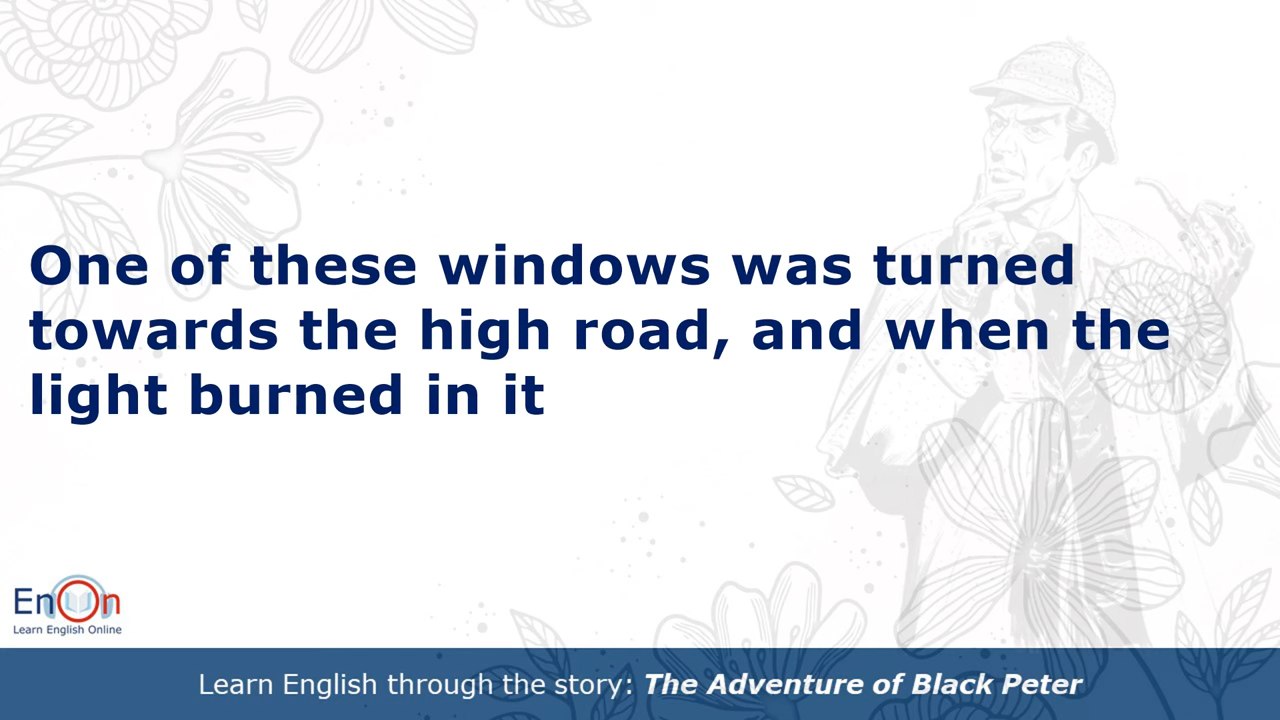 One of these windows was turned
towards the high road, and when the
light burned in it
EnOn
Learn English Online
Learn English through the story: The Adventure of Black Peter